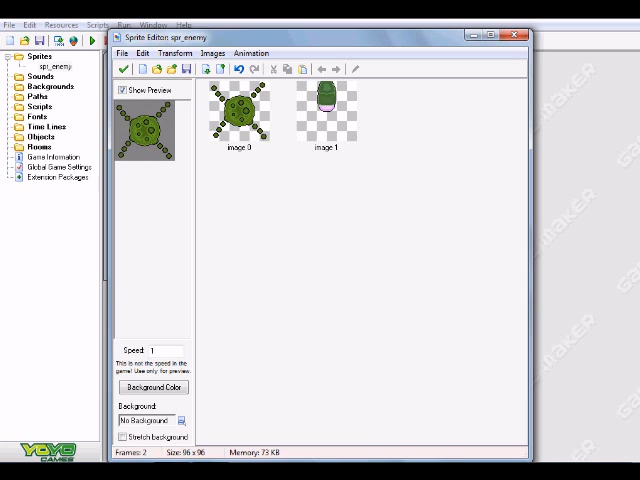 File Edit Resources Scripts Run Window Help
Sprite Editor: spr_enemy
File Edit Transform Images Animation
Sprites
spr_enemy
Sounds
Backgrounds
Paths
Scripts
Fonts
Time Lines
Objects
Rooms
Game Information
Global Game Settings
Extension Packages
Show Preview
image 0
image 1
Speed: 1
This is not the speed in the
game! Use only for preview.
Background Color
Background:
No Background
Stretch background
Frames: 2 Size: 96 x 96 Memory: 73 KB
YOYO
GAMES